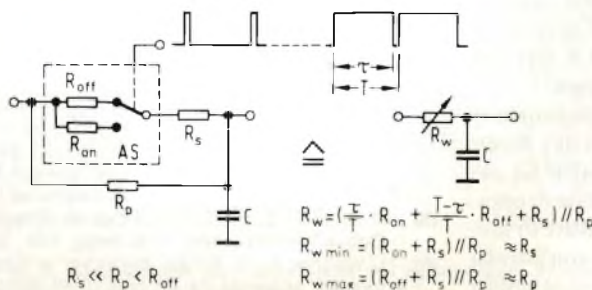 τ
T
R_off
R_on
AS
R_s
R_p
C
≙
R_w
C
R_w = (τ/T · R_on + T-τ/T · R_off + R_s) // R_p
R_w min = (R_on + R_s) // R_p ≈ R_s
R_s ≪ R_p < R_off
R_w max = (R_off + R_s) // R_p ≈ R_p